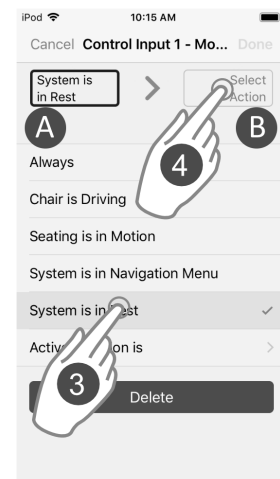 iPod 10:15 AM
Cancel Control Input 1 - Mo... Done
System is
in Rest
Select
Action
A
B
4
Always
Chair is Driving
Seating is in Motion
System is in Navigation Menu
System is in
is
3
Delete